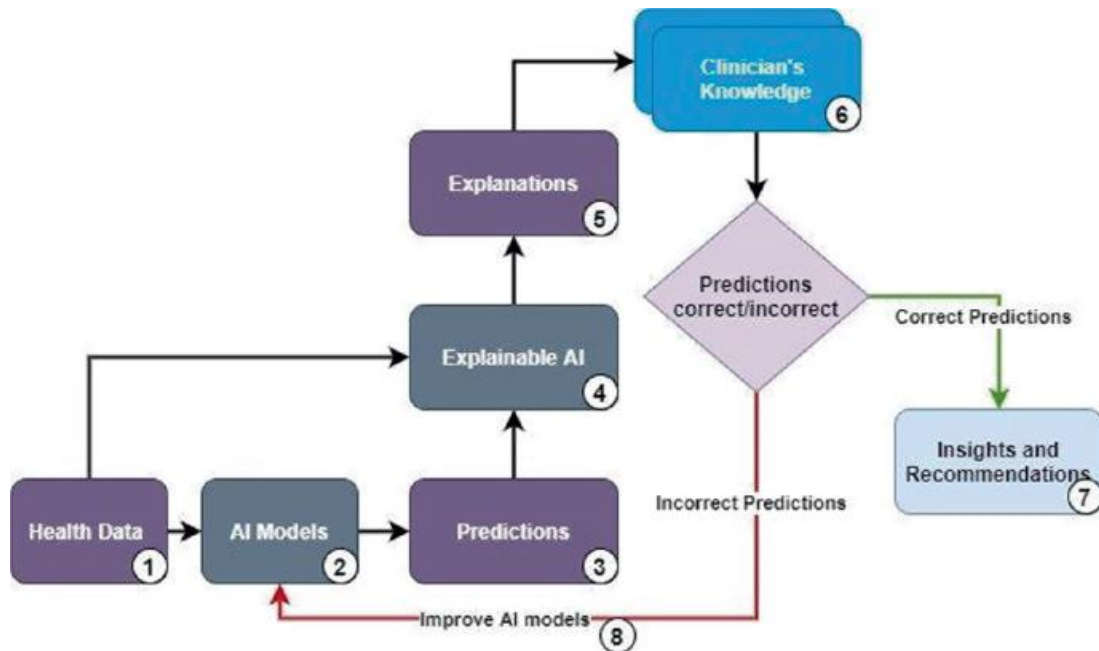 Clinician's
Knowledge
6
Explanations
5
Predictions
correct/incorrect
Correct Predictions
Explainable AI
4
Insights and
Recommendations
7
Incorrect Predictions
Health Data
1
AI Models
2
Predictions
3
Improve AI models
8